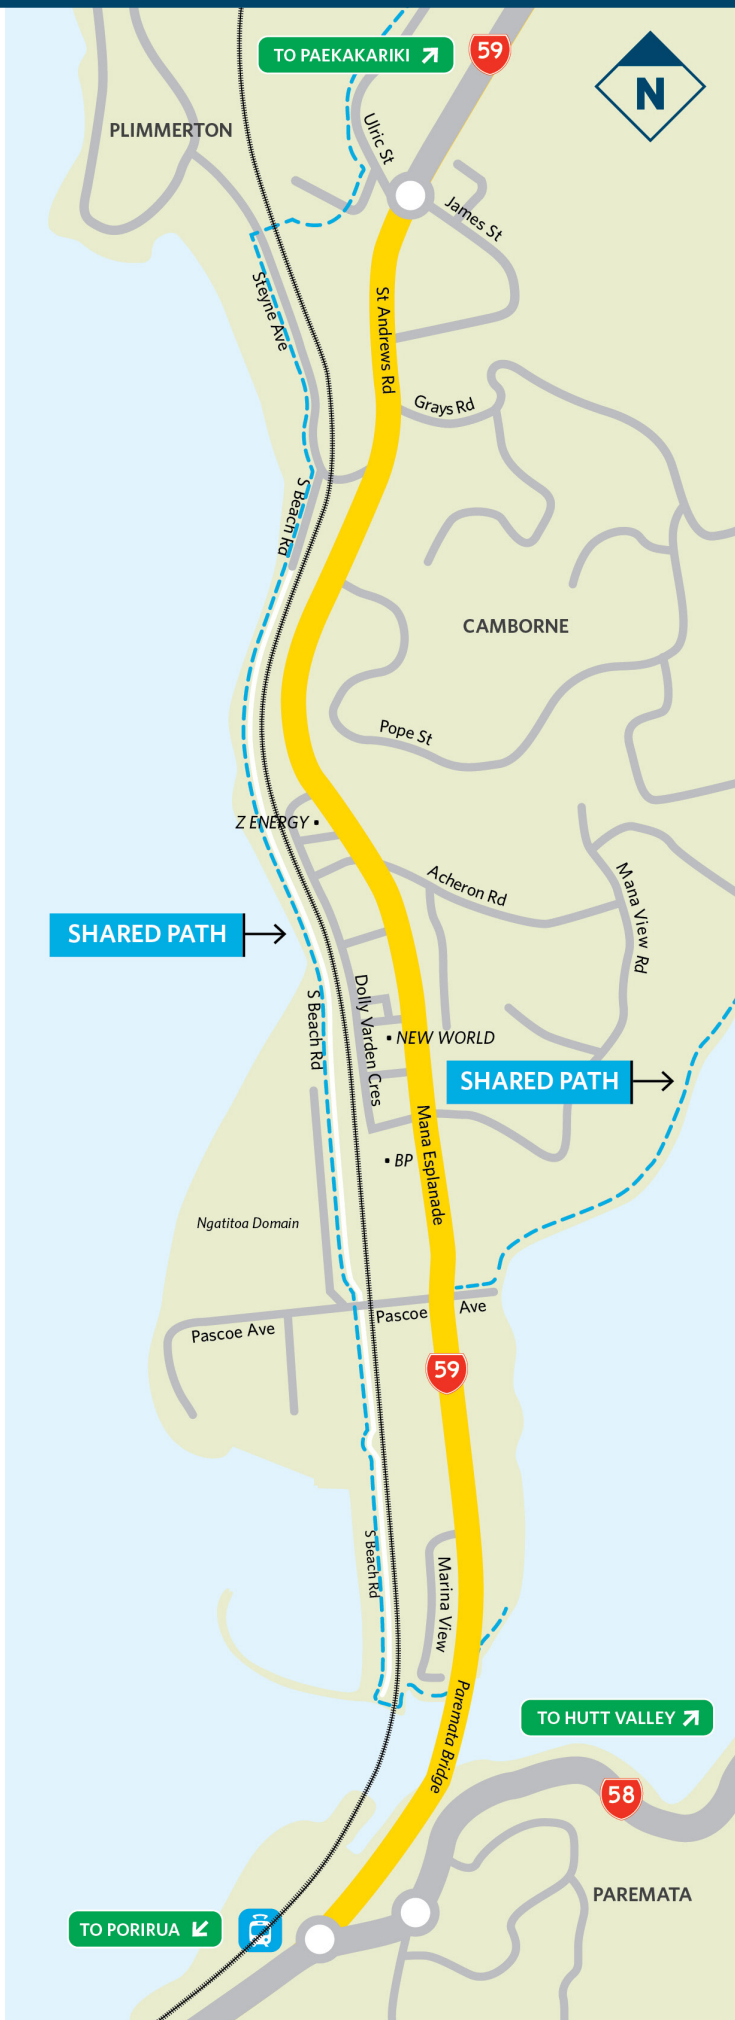 TO PAEKAKARIKI
59
N
PLIMMERTON
Ulric St
James St
Steyne Ave
St Andrews Rd
Grays Rd
S Beach Rd
CAMBORNE
Pope St
Z ENERGY
Acheron Rd
Mana View Rd
SHARED PATH
S Beach Rd
Dolly Varden Cres
NEW WORLD
SHARED PATH
Mana Esplanade
BP
Ngatitoa Domain
Pascoe Ave
Pascoe Ave
59
S Beach Rd
Marina View
Paremata Bridge
TO HUTT VALLEY
58
PAREMATA
TO PORIRUA